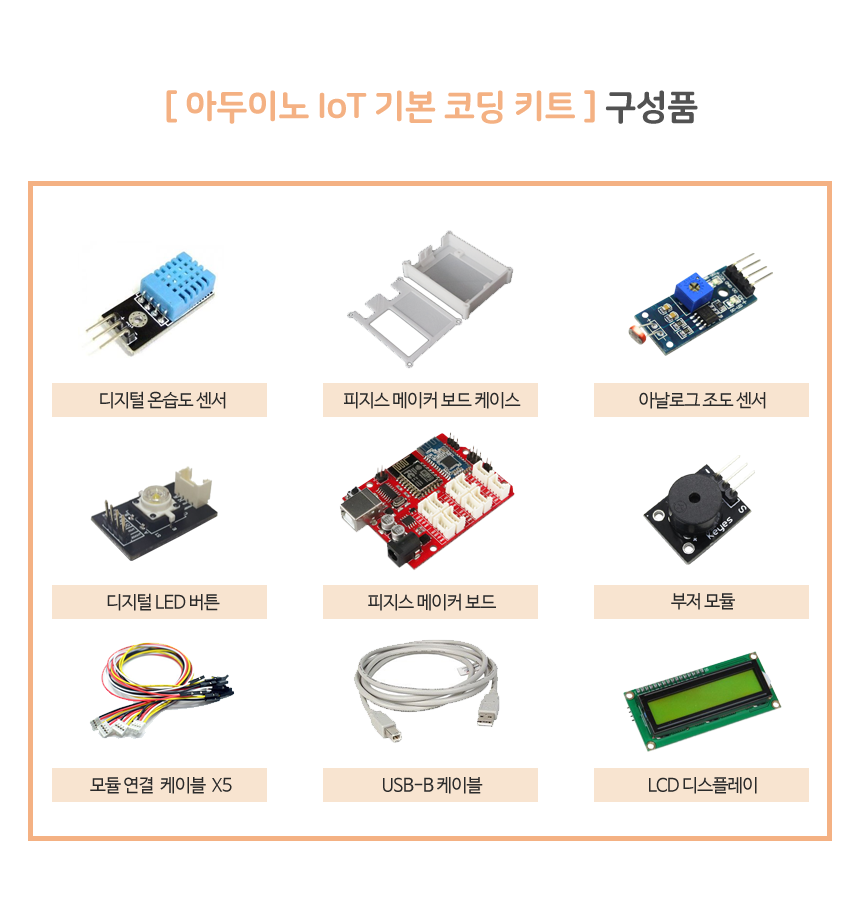 [ 아두이노 IoT 기본 코딩 키트 ] 구성품
디지털 온습도 센서
피지스 메이커 보드 케이스
아날로그 조도 센서
Keyes
S
디지털 LED 버튼
피지스 메이커 보드
부저 모듈
모듈 연결 케이블 X5
USB-B 케이블
LCD 디스플레이